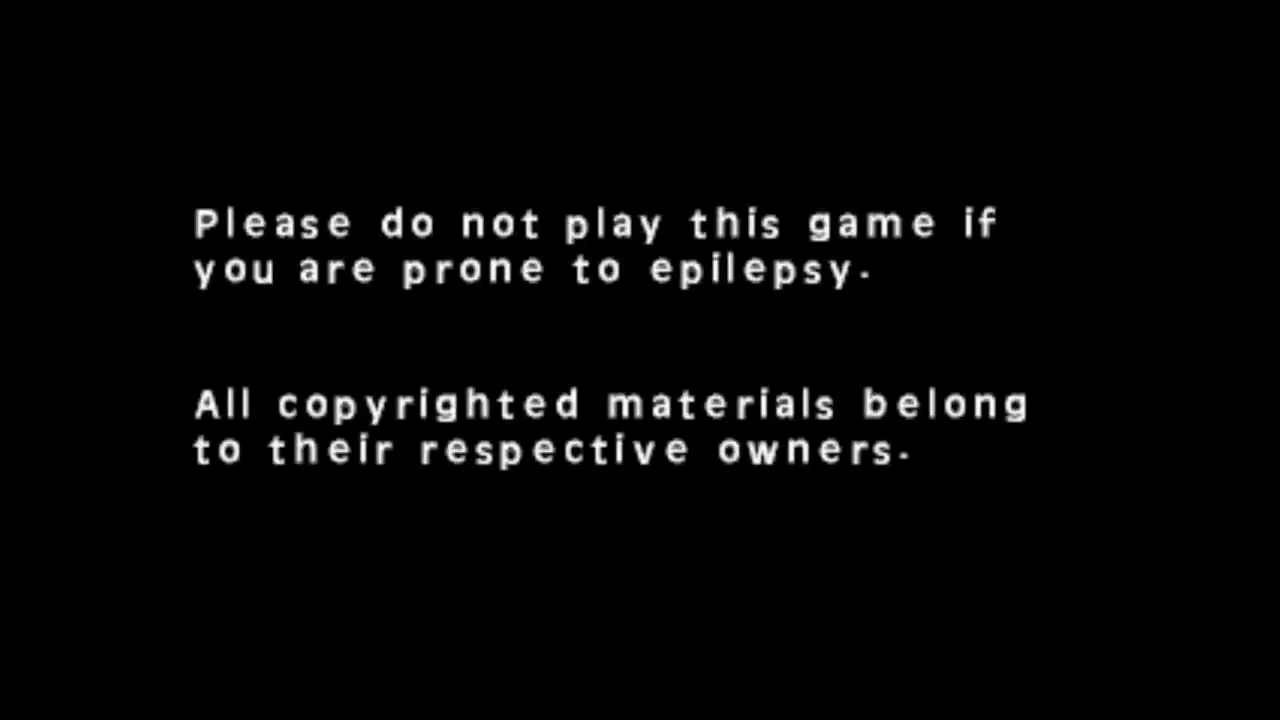 Please do not play this game if
you are prone to epilepsy.
All copyrighted materials belong
to their respective owners.